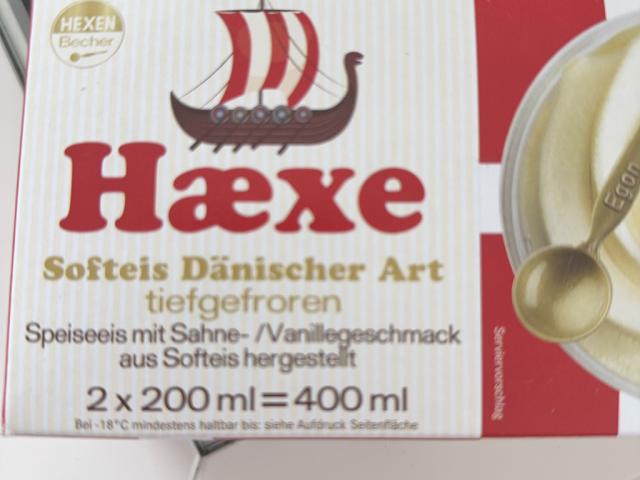 HEXEN
Becher
Hæxe
Softeis Dänischer Art
tiefgefroren
Speiseeis mit Sahne- /Vanillegeschmack
aus Softeis hergestellt
2 x 200 ml = 400 ml
Bei -18°C mindestens haltbar bis: siehe Aufdruck Seitenfläche
Serviervorschlag
Egon